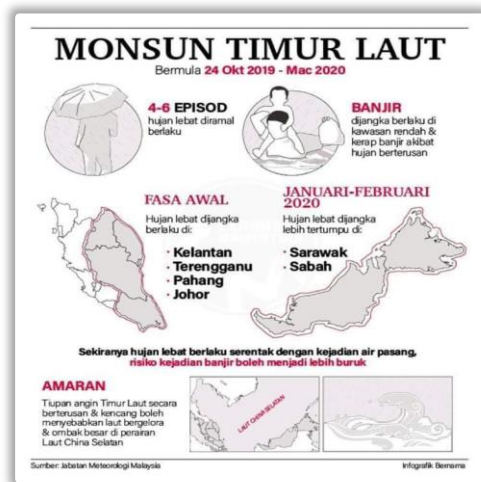 MONSUN TIMUR LAUT
Bermula 24 Okt 2019 - Mac 2020
4-6 EPISOD
hujan lebat diramal
berlaku
BANJIR
dijangka berlaku di
kawasan rendah &
kerap banjir akibat
hujan berterusan
FASA AWAL
Hujan lebat dijangka
berlaku di:
· Kelantan
· Terengganu
· Pahang
· Johor
JANUARI-FEBRUARI
2020
Hujan lebat dijangka
lebih tertumpu di:
· Sarawak
· Sabah
Sekiranya hujan lebat berlaku serentak dengan kejadian air pasang,
risiko kejadian banjir boleh menjadi lebih buruk
AMARAN
Tiupan angin Timur Laut secara
berterusan & kencang boleh
menyebabkan laut bergelora
& ombak besar di perairan
Laut China Selatan
LAUT CHINA SELATAN
Sumber: Jabatan Meteorologi Malaysia
Infografik Bernama